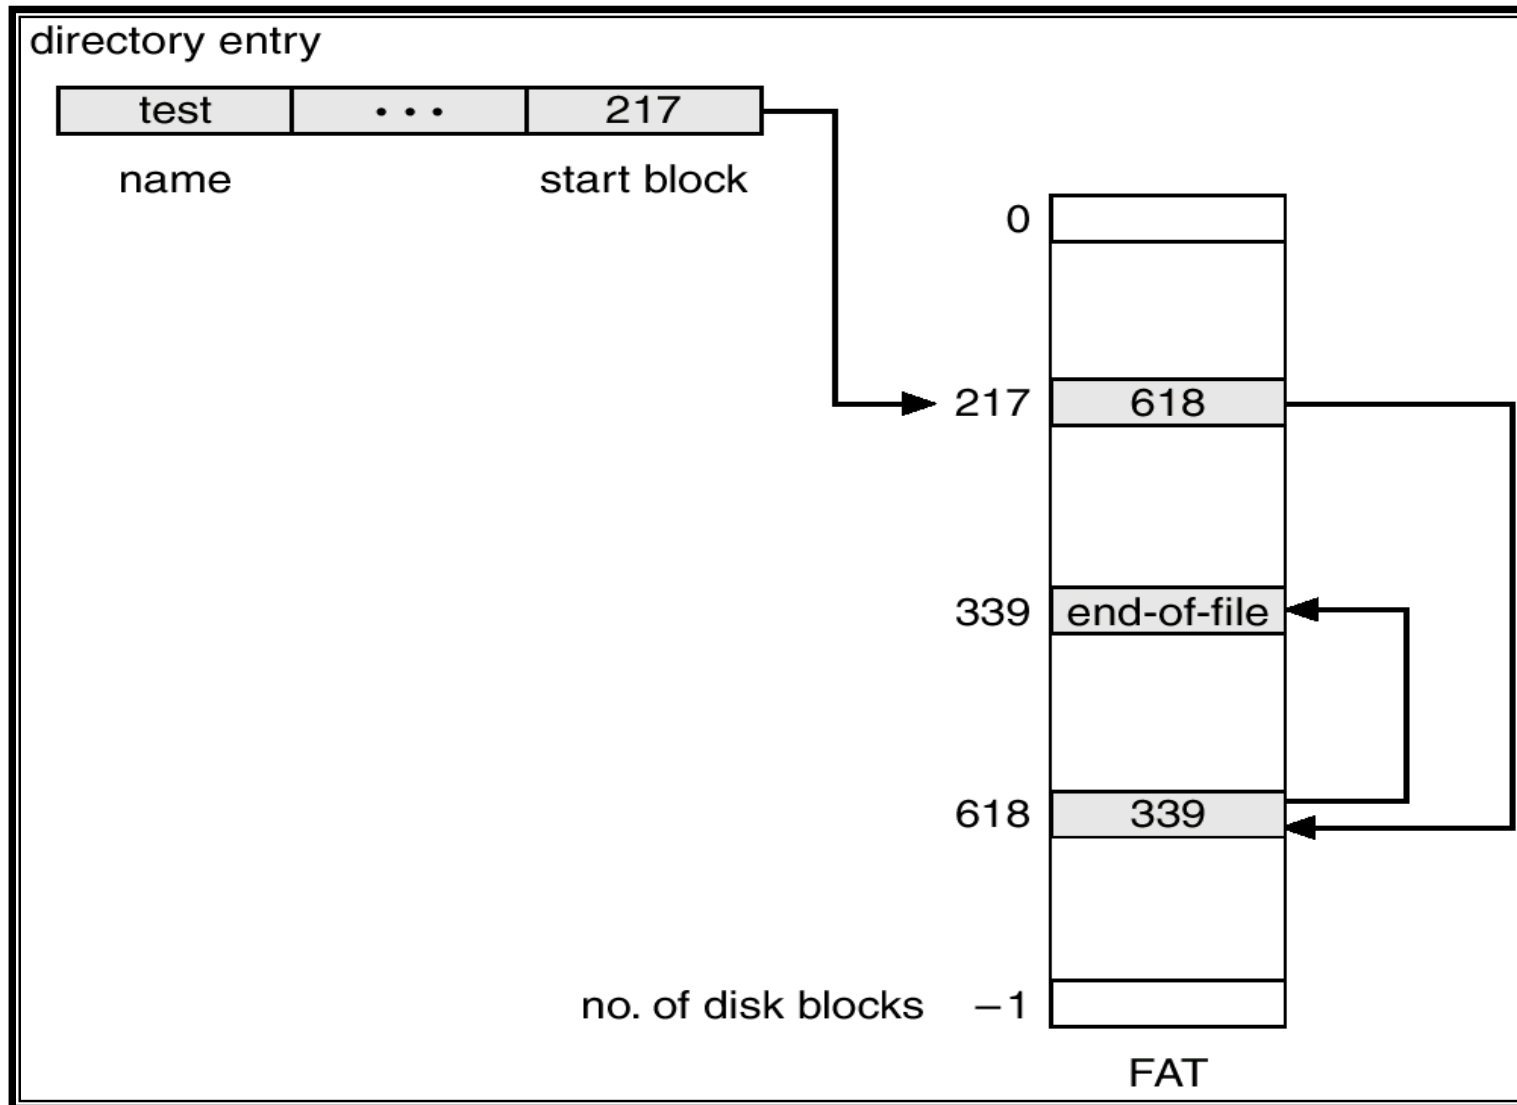 directory entry
test • • • 217
name start block
0
217 618
339 end-of-file
618 339
no. of disk blocks –1
FAT